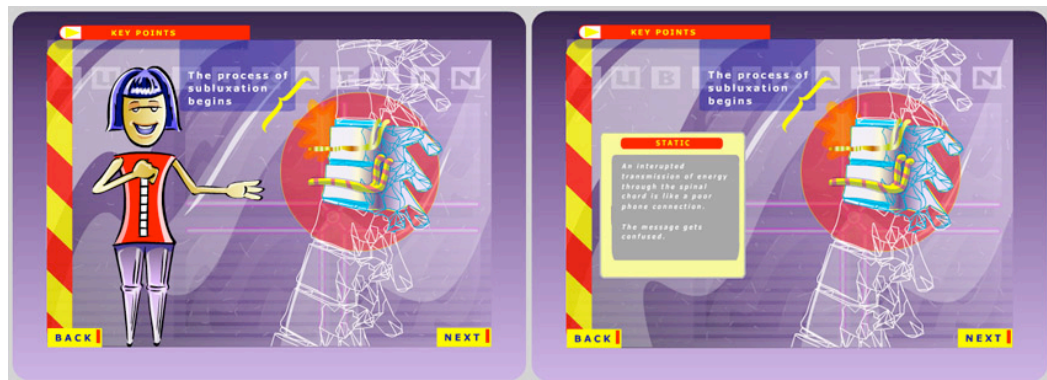 KEY POINTS
The process of
subluxation
begins
BACK
NEXT
KEY POINTS
The process of
subluxation
begins
STATIC
An interupted
transmission of energy
through the spinal
chord is like a poor
phone connection.
The message gets
confused.
BACK
NEXT